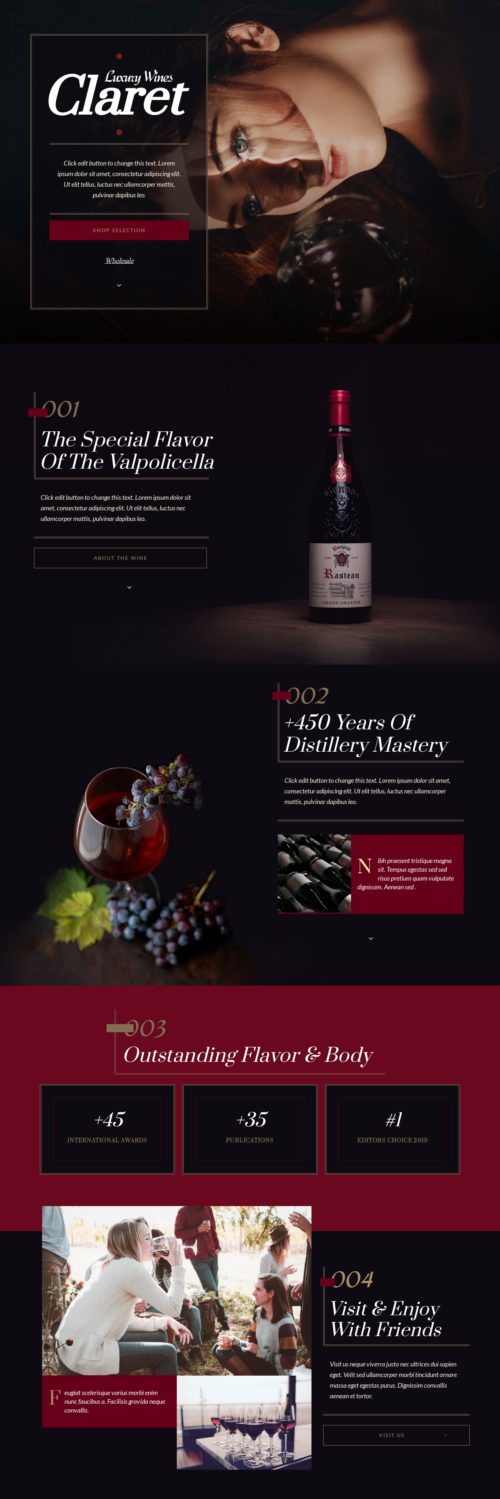 Luxury Wines
Claret
Click edit button to change this text. Lorem
ipsum dolor sit amet, consectetur adipiscing elit.
Ut elit tellus, luctus nec ullamcorper mattis,
pulvinar dapibus leo.
SHOP SELECTION
Wholesale
001
The Special Flavor
Of The Valpolicella
Click edit button to change this text. Lorem ipsum dolor sit
amet, consectetur adipiscing elit. Ut elit tellus, luctus nec
ullamcorper mattis, pulvinar dapibus leo.
ABOUT THE WINE
Rasteau
002
+450 Years Of
Distillery Mastery
Click edit button to change this text. Lorem ipsum dolor sit amet,
consectetur adipiscing elit. Ut elit tellus, luctus nec ullamcorper
mattis, pulvinar dapibus leo.
Nibh praesent tristique magna
sit. Tempus egestas sed sed
risus pretium quam vulputate
dignissim. Aenean sed .
003
Outstanding Flavor & Body
+45
INTERNATIONAL AWARDS
+35
PUBLICATIONS
#1
EDITORS CHOICE 2019
004
Visit & Enjoy
With Friends
Visit us neque viverra justo nec ultrices dui sapien
eget. Velit sed ullamcorper morbi tincidunt ornare
massa eget egestas purus. Dignissim convallis
aenean et tortor.
VISIT US
Feugiat scelerisque varius morbi enim
nunc faucibus a. Facilisis gravida neque
convallis.